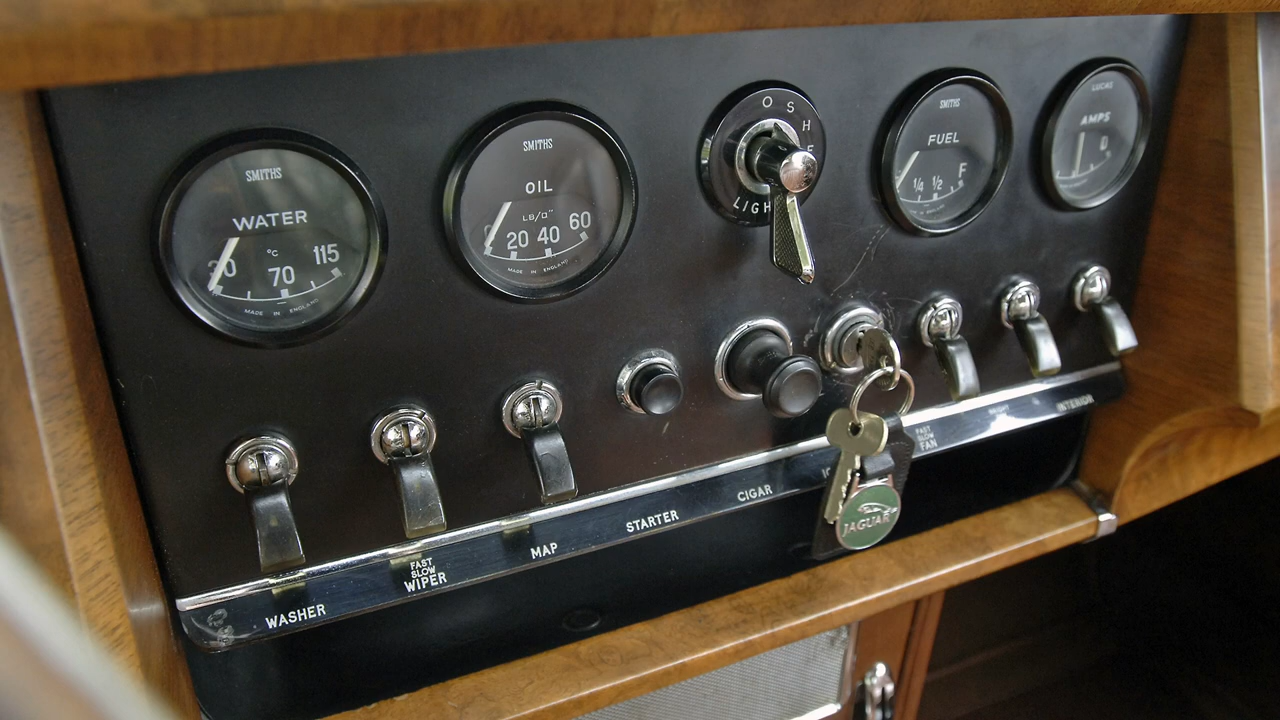 SMITHS
WATER
°C
30 70 115
MADE IN ENGLAND
SMITHS
OIL
LB/□"
20 40 60
MADE IN ENGLAND
O S H F
LIGH
SMITHS
FUEL
1/4 1/2 F
LUCAS
AMPS
0
WASHER
FAST
SLOW
WIPER
MAP
STARTER
CIGAR
FAST
SLOW
FAN
INTERIOR
JAGUAR